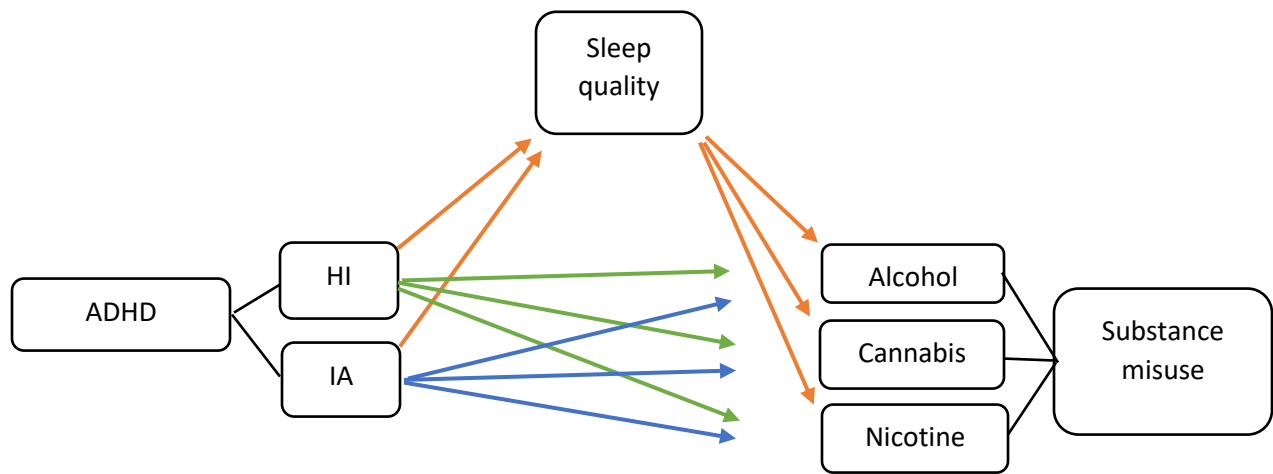 Sleep
quality
HI
ADHD
IA
Alcohol
Cannabis
Nicotine
Substance
misuse